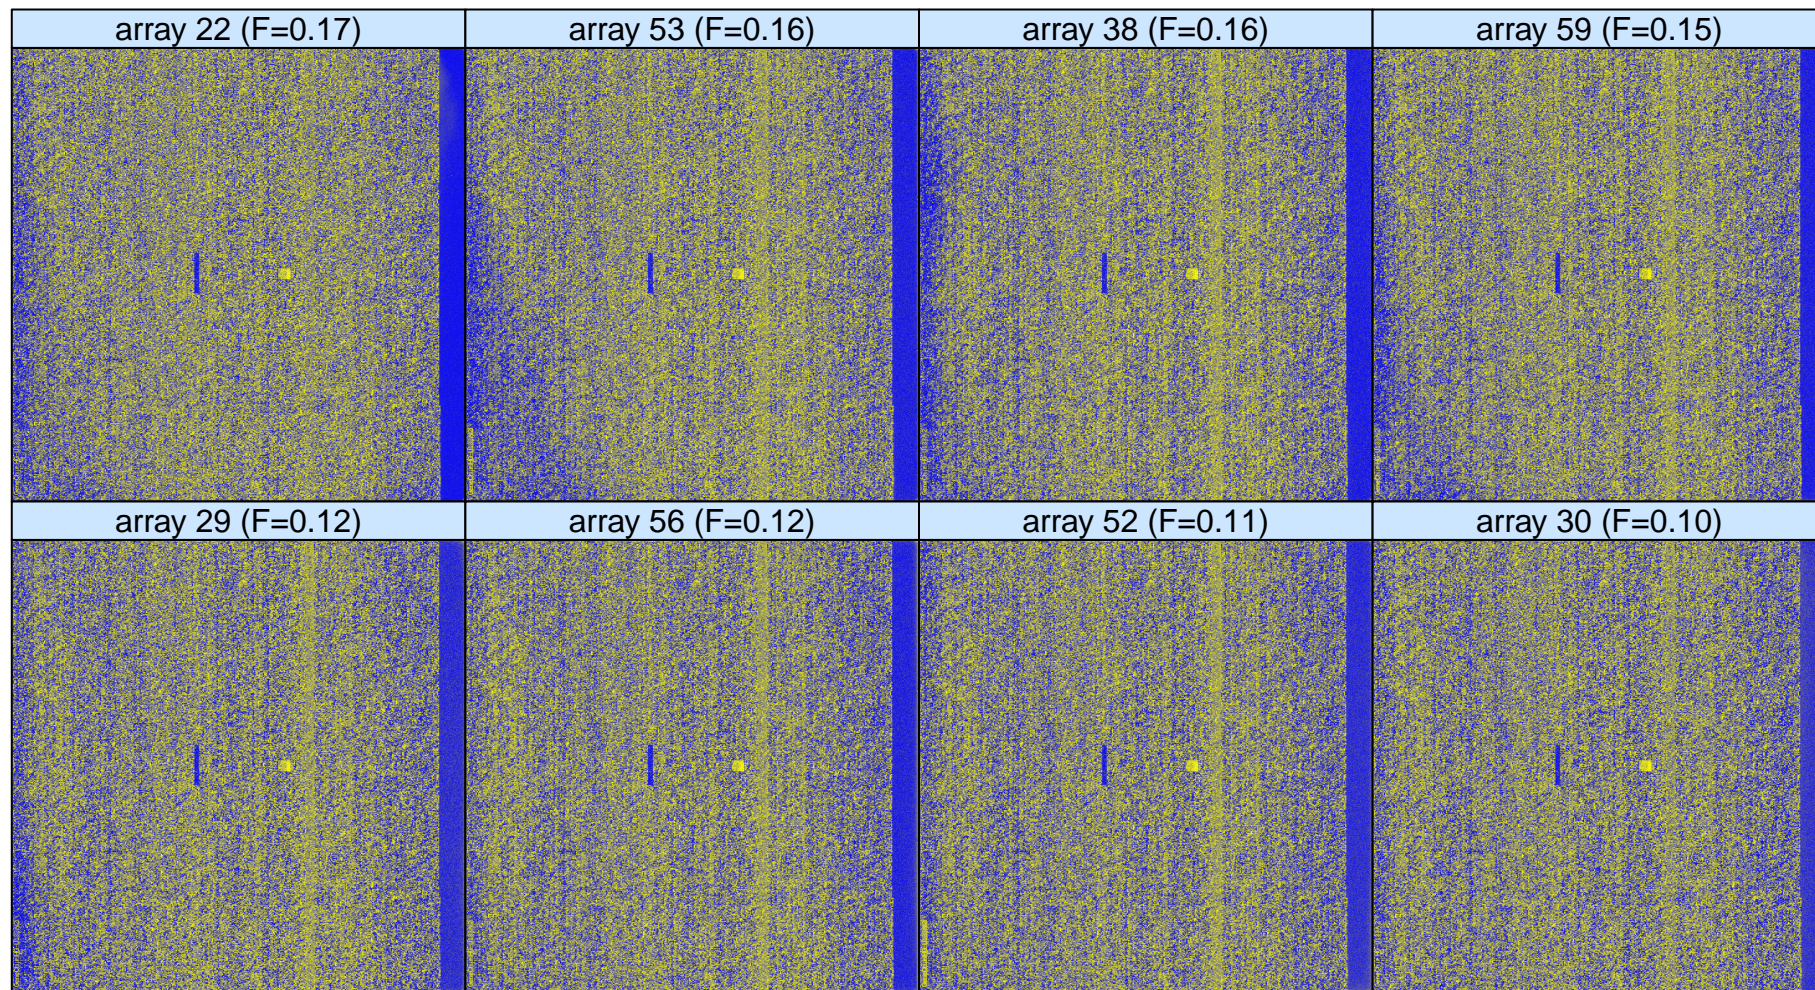 array 22 (F=0.17) array 53 (F=0.16) array 38 (F=0.16) array 59 (F=0.15)
array 29 (F=0.12) array 56 (F=0.12) array 52 (F=0.11) array 30 (F=0.10)